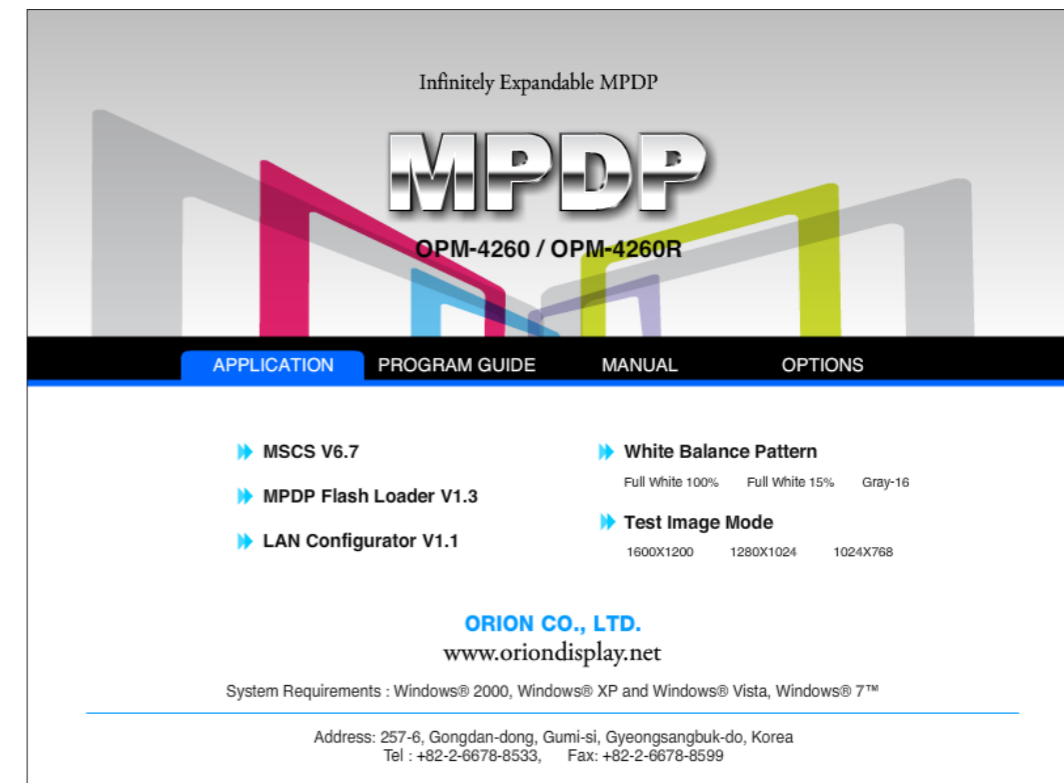 Infinitely Expandable MPDP
MPDP
OPM-4260 / OPM-4260R
APPLICATION PROGRAM GUIDE MANUAL OPTIONS
MSCS V6.7
MPDP Flash Loader V1.3
LAN Configurator V1.1
White Balance Pattern
Full White 100% Full White 15% Gray-16
Test Image Mode
1600X1200 1280X1024 1024X768
ORION CO., LTD.
www.oriondisplay.net
System Requirements : Windows® 2000, Windows® XP and Windows® Vista, Windows® 7™
Address: 257-6, Gongdan-dong, Gumi-si, Gyeongsangbuk-do, Korea
Tel : +82-2-6678-8533, Fax: +82-2-6678-8599